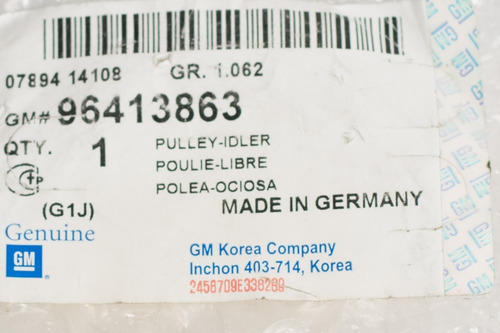 07894 14108 GR. 1.062
GM# 96413863
QTY. 1 PULLEY-IDLER
POULIE-LIBRE
POLEA-OCIOSA
(G1J) MADE IN GERMANY
Genuine
GM
GM Korea Company
Inchon 403-714, Korea